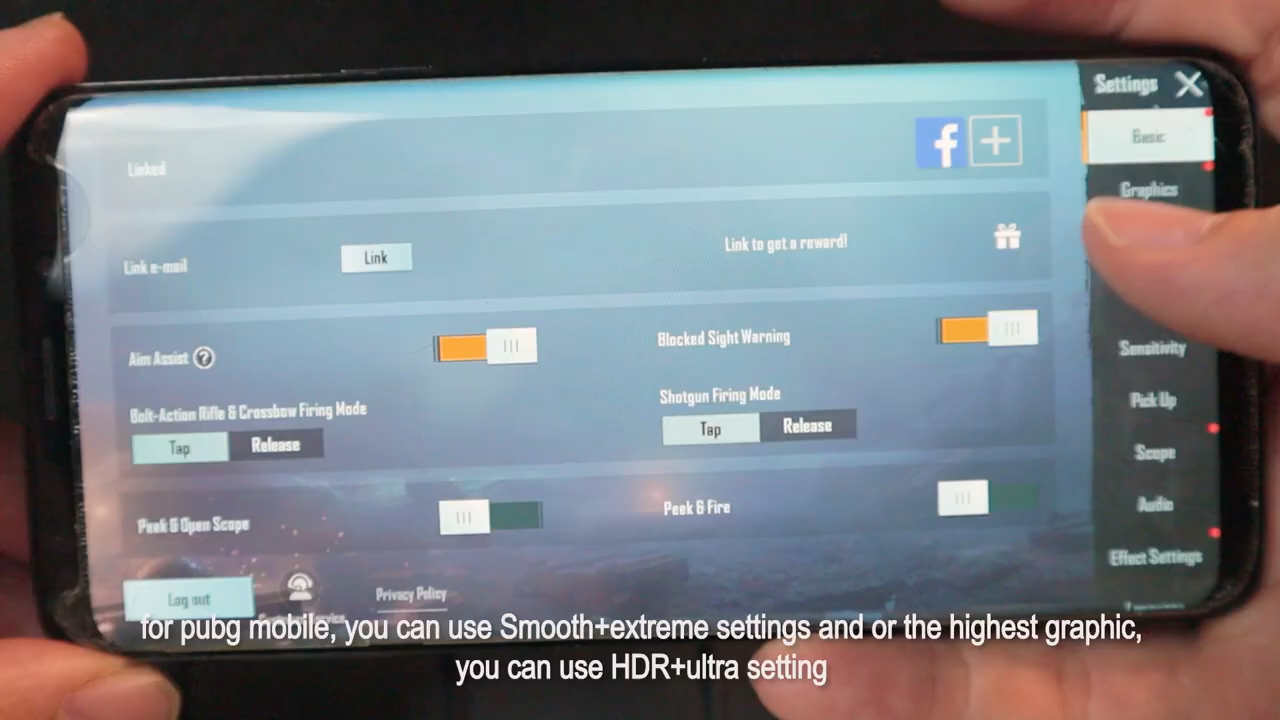 Settings
Basic
Graphics
Linked
Link e-mail
Link
Link to get a reward!
Aim Assist ?
Blocked Sight Warning
Bolt-Action Rifle & Crossbow Firing Mode
Tap Release
Shotgun Firing Mode
Tap Release
Peek & Open Scope
Peek & Fire
Sensitivity
Pick Up
Scope
Audio
Effect Settings
Log out
Privacy Policy
for pubg mobile, you can use Smooth+extreme settings and or the highest graphic,
you can use HDR+ultra setting